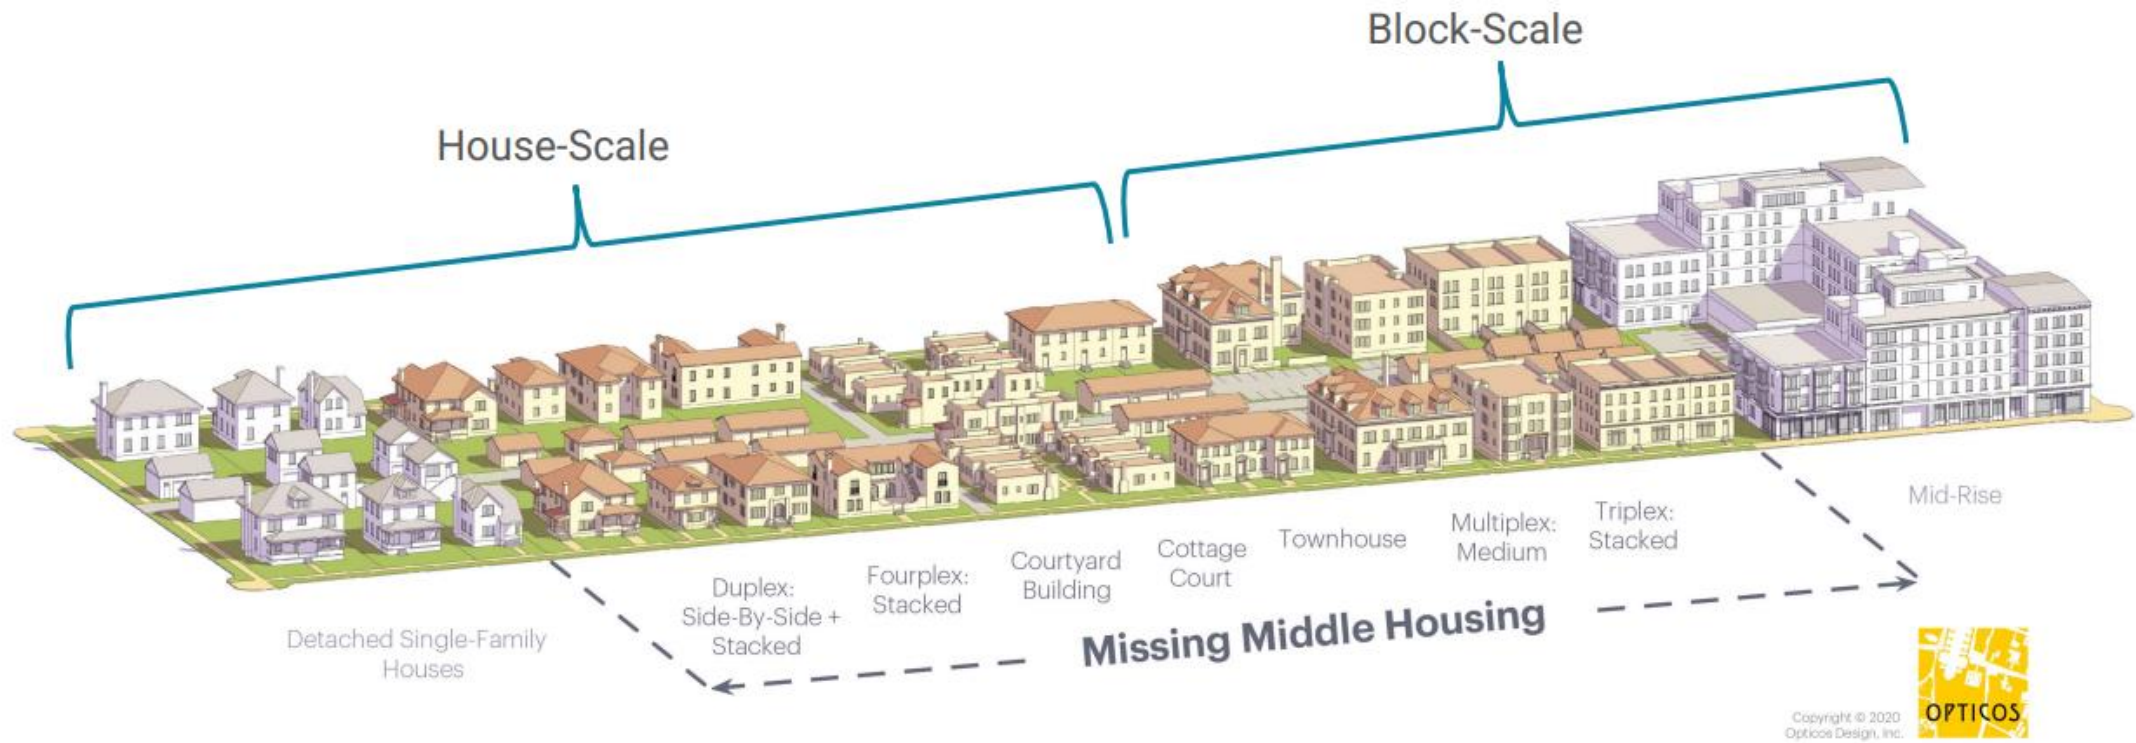 Block-Scale
House-Scale
Detached Single-Family
Houses
Duplex:
Side-By-Side +
Stacked
Fourplex:
Stacked
Courtyard
Building
Cottage
Court
Townhouse
Multiplex:
Medium
Triplex:
Stacked
Mid-Rise
Missing Middle Housing
Copyright © 2020
Opticos Design, Inc.
OPTICOS